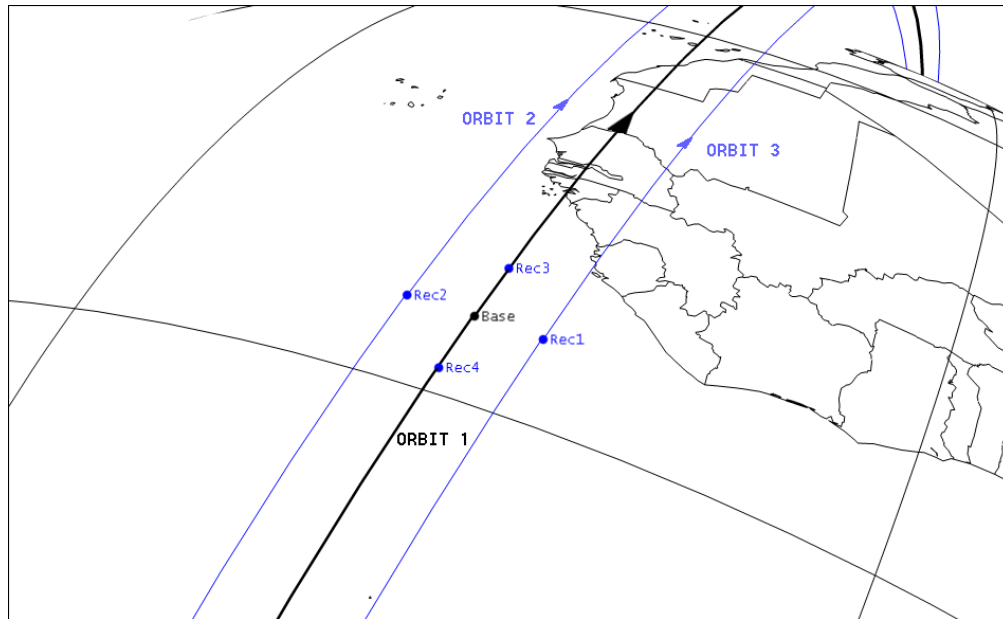 ORBIT 2
ORBIT 3
Rec3
Rec2
Base
Rec1
Rec4
ORBIT 1